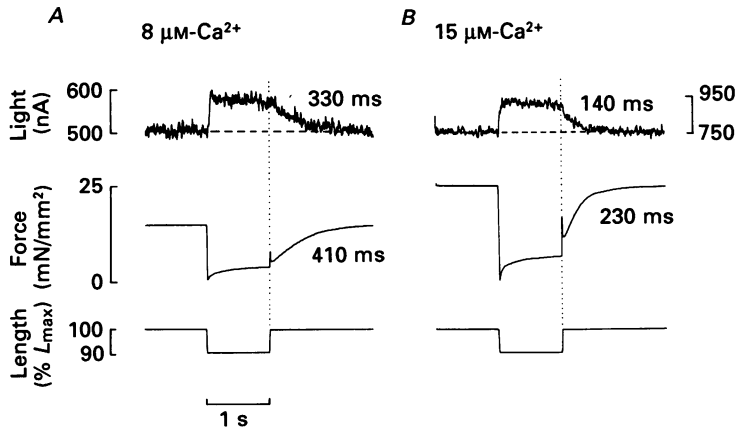 A
8 μM-Ca²⁺
B
15 μM-Ca²⁺
Light
(nA)
600
500
330 ms
140 ms
950
750
Force
(mN/mm²)
25
0
410 ms
230 ms
Length
(% Lmax)
100
90
1 s